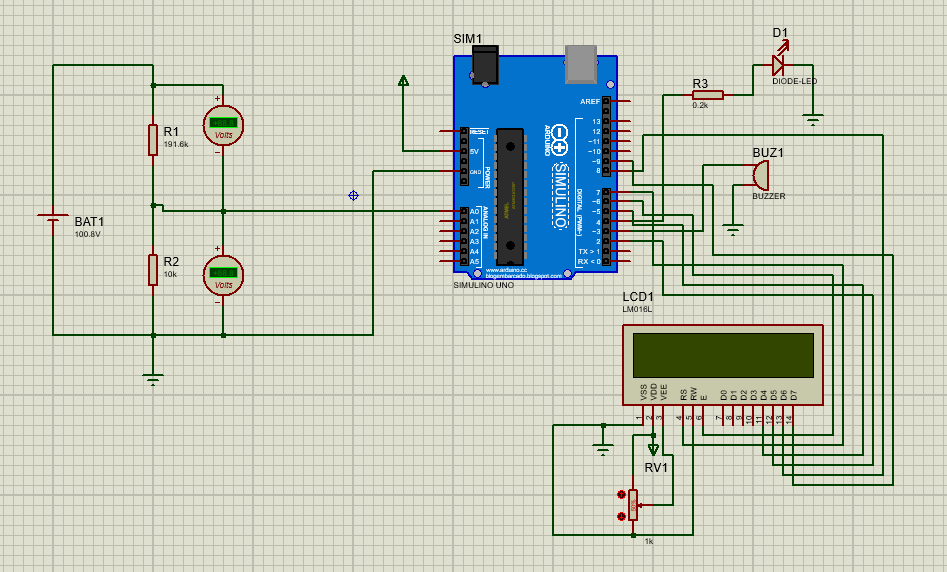 SIM1
D1
DIODE-LED
R3
0.2k
BUZ1
BUZZER
R1
191.6k
+
Volts
−
BAT1
100.8V
R2
10k
+
Volts
−
RESET
5V
GND
POWER
A0
A1
A2
A3
A4
A5
ANALOG IN
ARDUINO
SIMULINO
AREF
13
12
~11
~10
~9
8
7
~6
~5
4
~3
2
TX > 1
RX < 0
DIGITAL (PWM~)
www.arduino.cc
blogembarcado.blogspot.com
SIMULINO UNO
LCD1
LM016L
VSS
VDD
VEE
RS
RW
E
D0
D1
D2
D3
D4
D5
D6
D7
1
2
3
4
5
6
7
8
9
10
11
12
13
14
RV1
1k